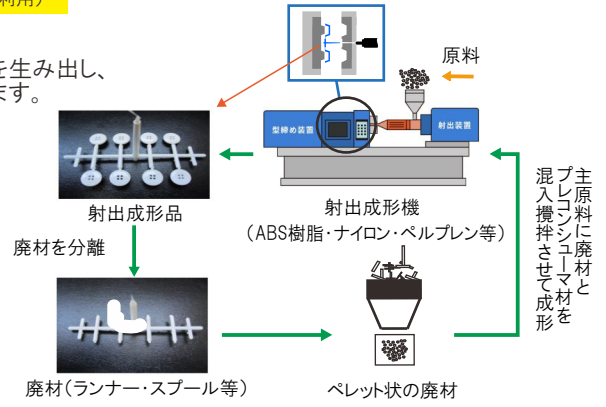 利用）
を生み出し、
ます。
原料
型締め装置
射出装置
射出成形品
射出成形機
（ABS樹脂・ナイロン・ペルプレン等）
廃材を分離
主原料に廃材と
プレコンシューマ材を
混入攪拌させて成形
廃材（ランナー・スプール等）
ペレット状の廃材